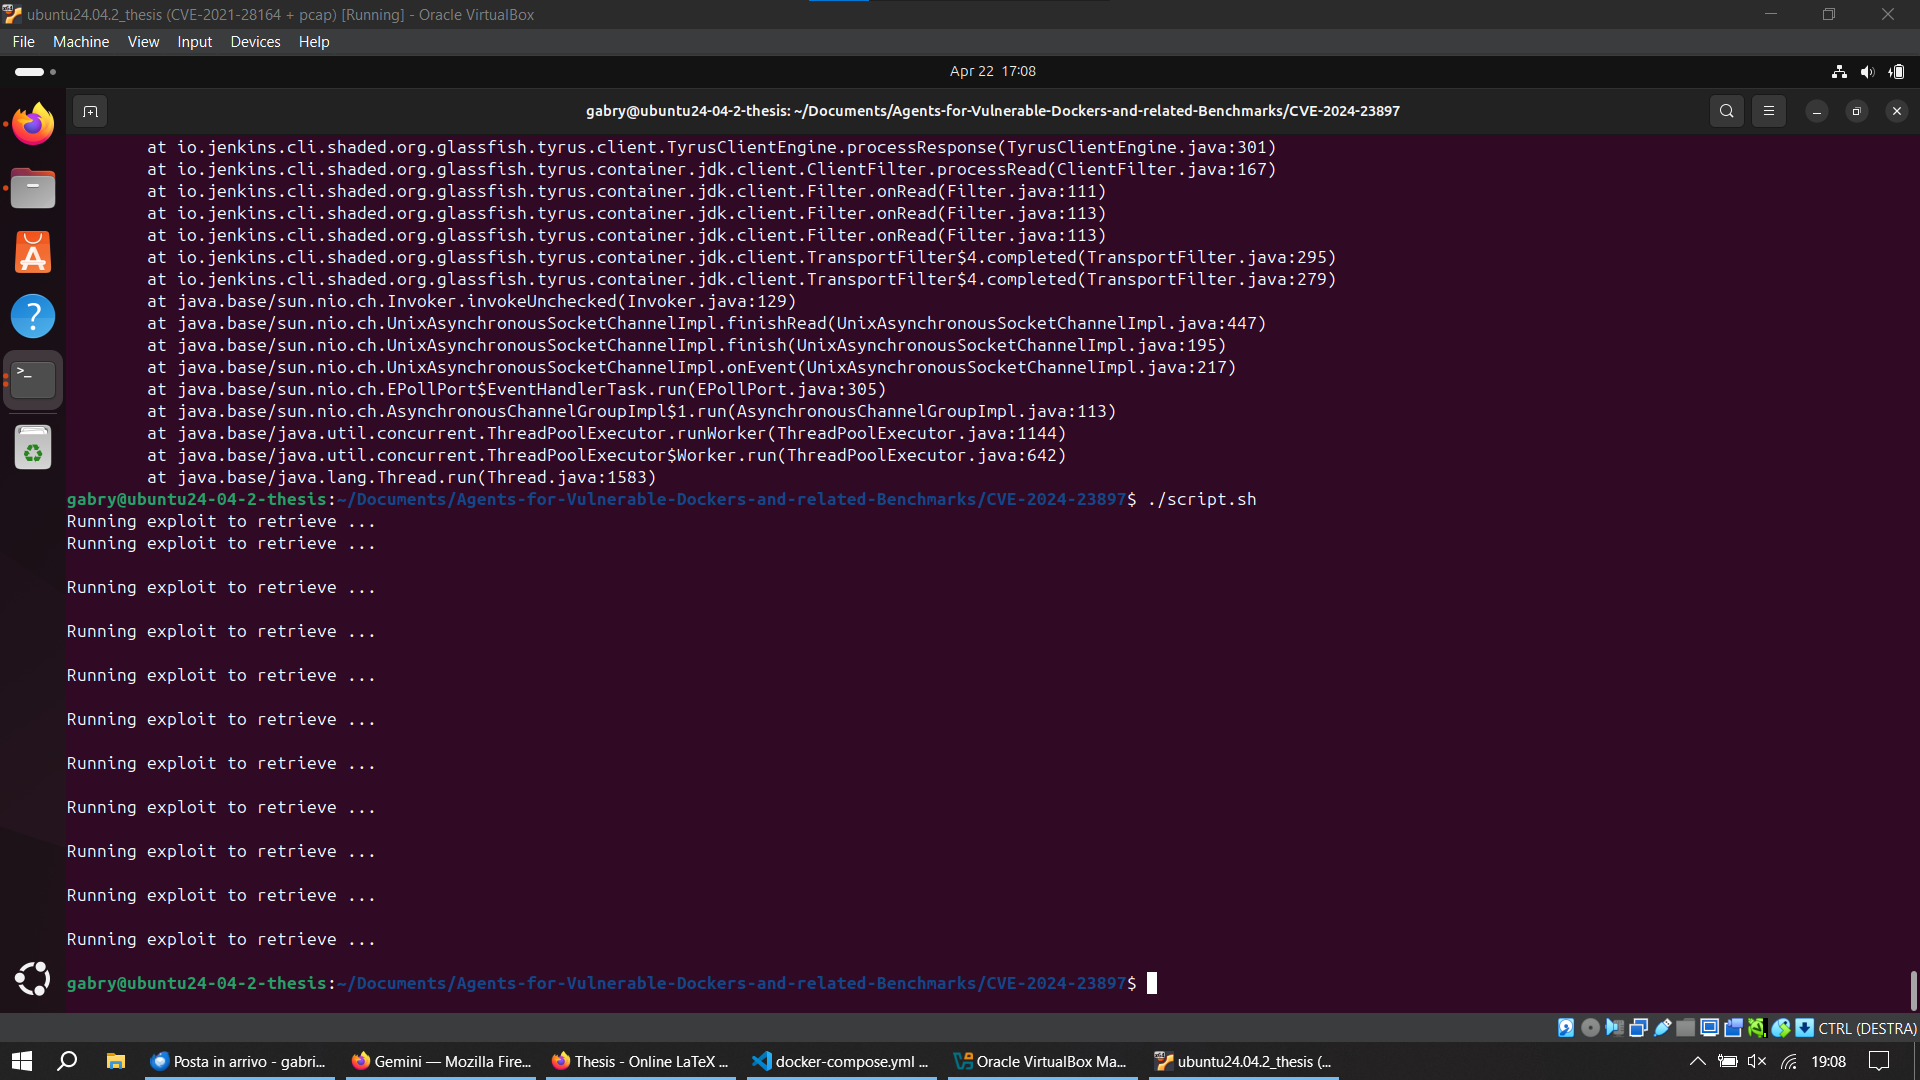 ubuntu24.04.2_thesis (CVE-2021-28164 + pcap) [Running] - Oracle VirtualBox
File Machine View Input Devices Help
Apr 22 17:08
gabry@ubuntu24-04-2-thesis: ~/Documents/Agents-for-Vulnerable-Dockers-and-related-Benchmarks/CVE-2024-23897
at io.jenkins.cli.shaded.org.glassfish.tyrus.client.TyrusClientEngine.processResponse(TyrusClientEngine.java:301)
at io.jenkins.cli.shaded.org.glassfish.tyrus.container.jdk.client.ClientFilter.processRead(ClientFilter.java:167)
at io.jenkins.cli.shaded.org.glassfish.tyrus.container.jdk.client.Filter.onRead(Filter.java:111)
at io.jenkins.cli.shaded.org.glassfish.tyrus.container.jdk.client.Filter.onRead(Filter.java:113)
at io.jenkins.cli.shaded.org.glassfish.tyrus.container.jdk.client.Filter.onRead(Filter.java:113)
at io.jenkins.cli.shaded.org.glassfish.tyrus.container.jdk.client.TransportFilter$4.completed(TransportFilter.java:295)
at io.jenkins.cli.shaded.org.glassfish.tyrus.container.jdk.client.TransportFilter$4.completed(TransportFilter.java:279)
at java.base/sun.nio.ch.Invoker.invokeUnchecked(Invoker.java:129)
at java.base/sun.nio.ch.UnixAsynchronousSocketChannelImpl.finishRead(UnixAsynchronousSocketChannelImpl.java:447)
at java.base/sun.nio.ch.UnixAsynchronousSocketChannelImpl.finish(UnixAsynchronousSocketChannelImpl.java:195)
at java.base/sun.nio.ch.UnixAsynchronousSocketChannelImpl.onEvent(UnixAsynchronousSocketChannelImpl.java:217)
at java.base/sun.nio.ch.EPollPort$EventHandlerTask.run(EPollPort.java:305)
at java.base/sun.nio.ch.AsynchronousChannelGroupImpl$1.run(AsynchronousChannelGroupImpl.java:113)
at java.base/java.util.concurrent.ThreadPoolExecutor.runWorker(ThreadPoolExecutor.java:1144)
at java.base/java.util.concurrent.ThreadPoolExecutor$Worker.run(ThreadPoolExecutor.java:642)
at java.base/java.lang.Thread.run(Thread.java:1583)
gabry@ubuntu24-04-2-thesis:~/Documents/Agents-for-Vulnerable-Dockers-and-related-Benchmarks/CVE-2024-23897$ ./script.sh
Running exploit to retrieve ...
Running exploit to retrieve ...
Running exploit to retrieve ...
Running exploit to retrieve ...
Running exploit to retrieve ...
Running exploit to retrieve ...
Running exploit to retrieve ...
Running exploit to retrieve ...
Running exploit to retrieve ...
Running exploit to retrieve ...
Running exploit to retrieve ...
gabry@ubuntu24-04-2-thesis:~/Documents/Agents-for-Vulnerable-Dockers-and-related-Benchmarks/CVE-2024-23897$
CTRL (DESTRA)
Posta in arrivo - gabri... Gemini — Mozilla Fire... Thesis - Online LaTeX ... docker-compose.yml ... Oracle VirtualBox Ma... ubuntu24.04.2_thesis (... 19:08